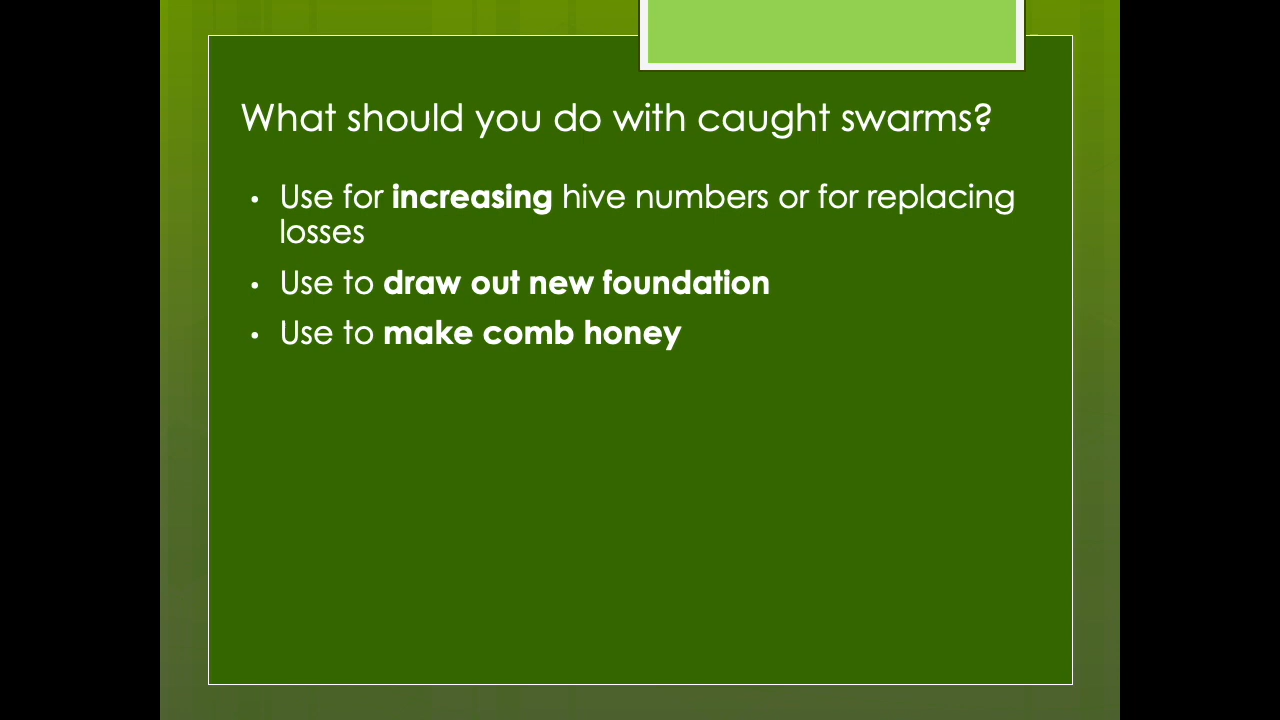 What should you do with caught swarms?
• Use for increasing hive numbers or for replacing
losses
• Use to draw out new foundation
• Use to make comb honey